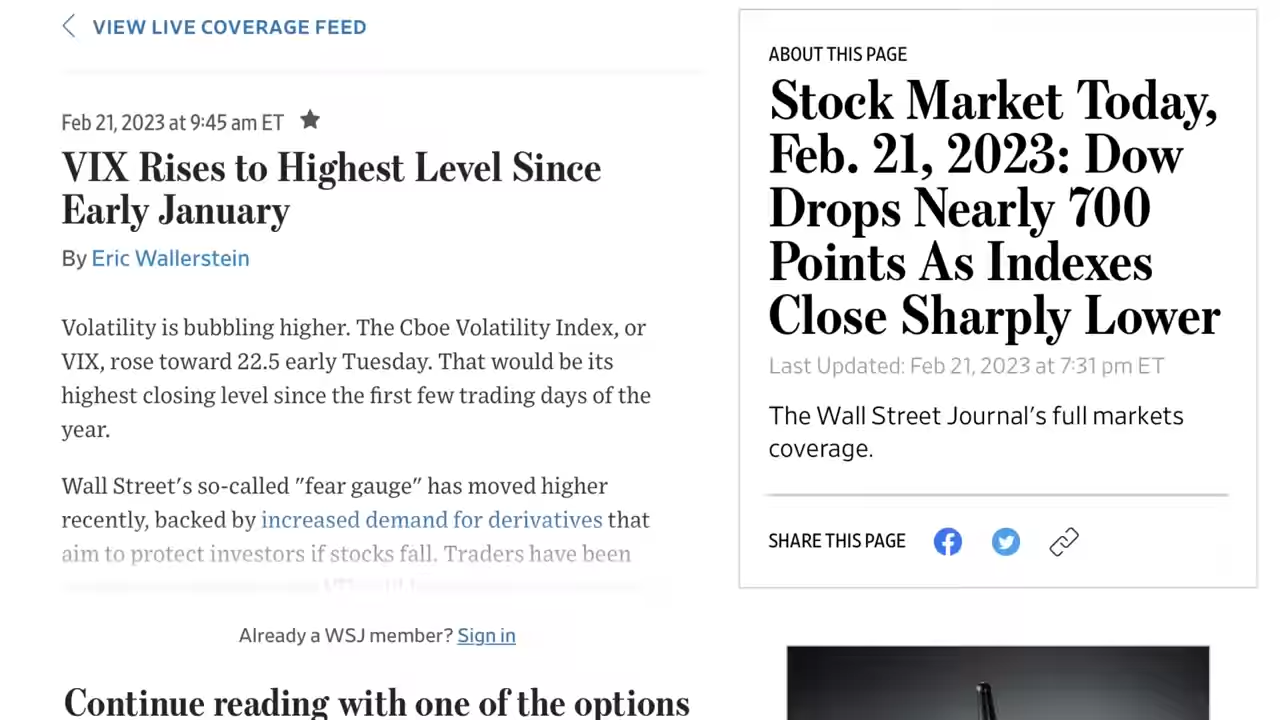 VIEW LIVE COVERAGE FEED
Feb 21, 2023 at 9:45 am ET
VIX Rises to Highest Level Since
Early January
By Eric Wallerstein
Volatility is bubbling higher. The Cboe Volatility Index, or
VIX, rose toward 22.5 early Tuesday. That would be its
highest closing level since the first few trading days of the
year.
Wall Street's so-called "fear gauge" has moved higher
recently, backed by increased demand for derivatives that
aim to protect investors if stocks fall. Traders have been
Already a WSJ member? Sign in
Continue reading with one of the options
ABOUT THIS PAGE
Stock Market Today,
Feb. 21, 2023: Dow
Drops Nearly 700
Points As Indexes
Close Sharply Lower
Last Updated: Feb 21, 2023 at 7:31 pm ET
The Wall Street Journal's full markets
coverage.
SHARE THIS PAGE